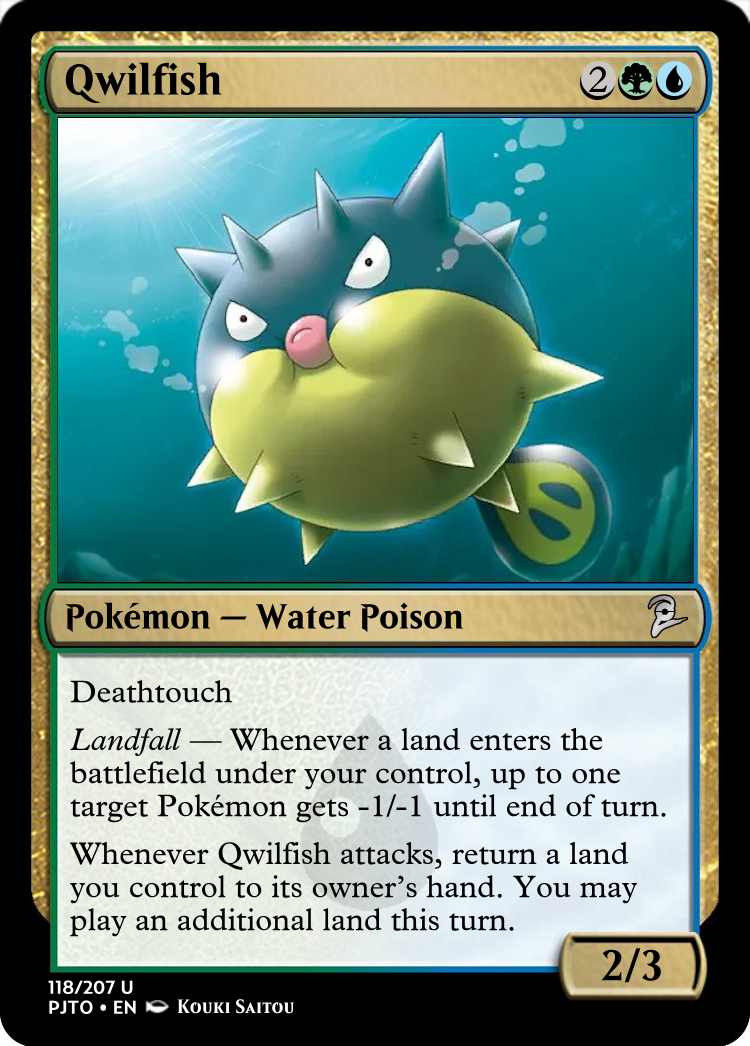 Qwilfish 2
Pokémon — Water Poison
Deathtouch
Landfall — Whenever a land enters the
battlefield under your control, up to one
target Pokémon gets -1/-1 until end of turn.
Whenever Qwilfish attacks, return a land
you control to its owner's hand. You may
play an additional land this turn.
2/3
118/207 U
PJTO • EN Kouki Saitou